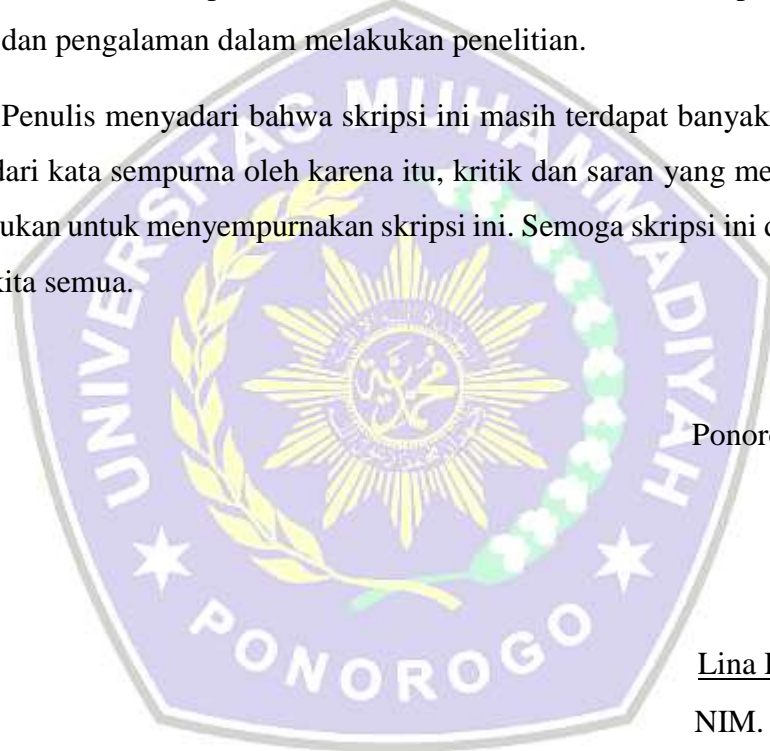 dan pengalaman dalam melakukan penelitian.
Penulis menyadari bahwa skripsi ini masih terdapat banyak
dari kata sempurna oleh karena itu, kritik dan saran yang me
ukan untuk menyempurnakan skripsi ini. Semoga skripsi ini d
kita semua.
UNIVERSITAS MUHAMMADIYAH
Ponoro
PONOROGO
Lina
NIM.